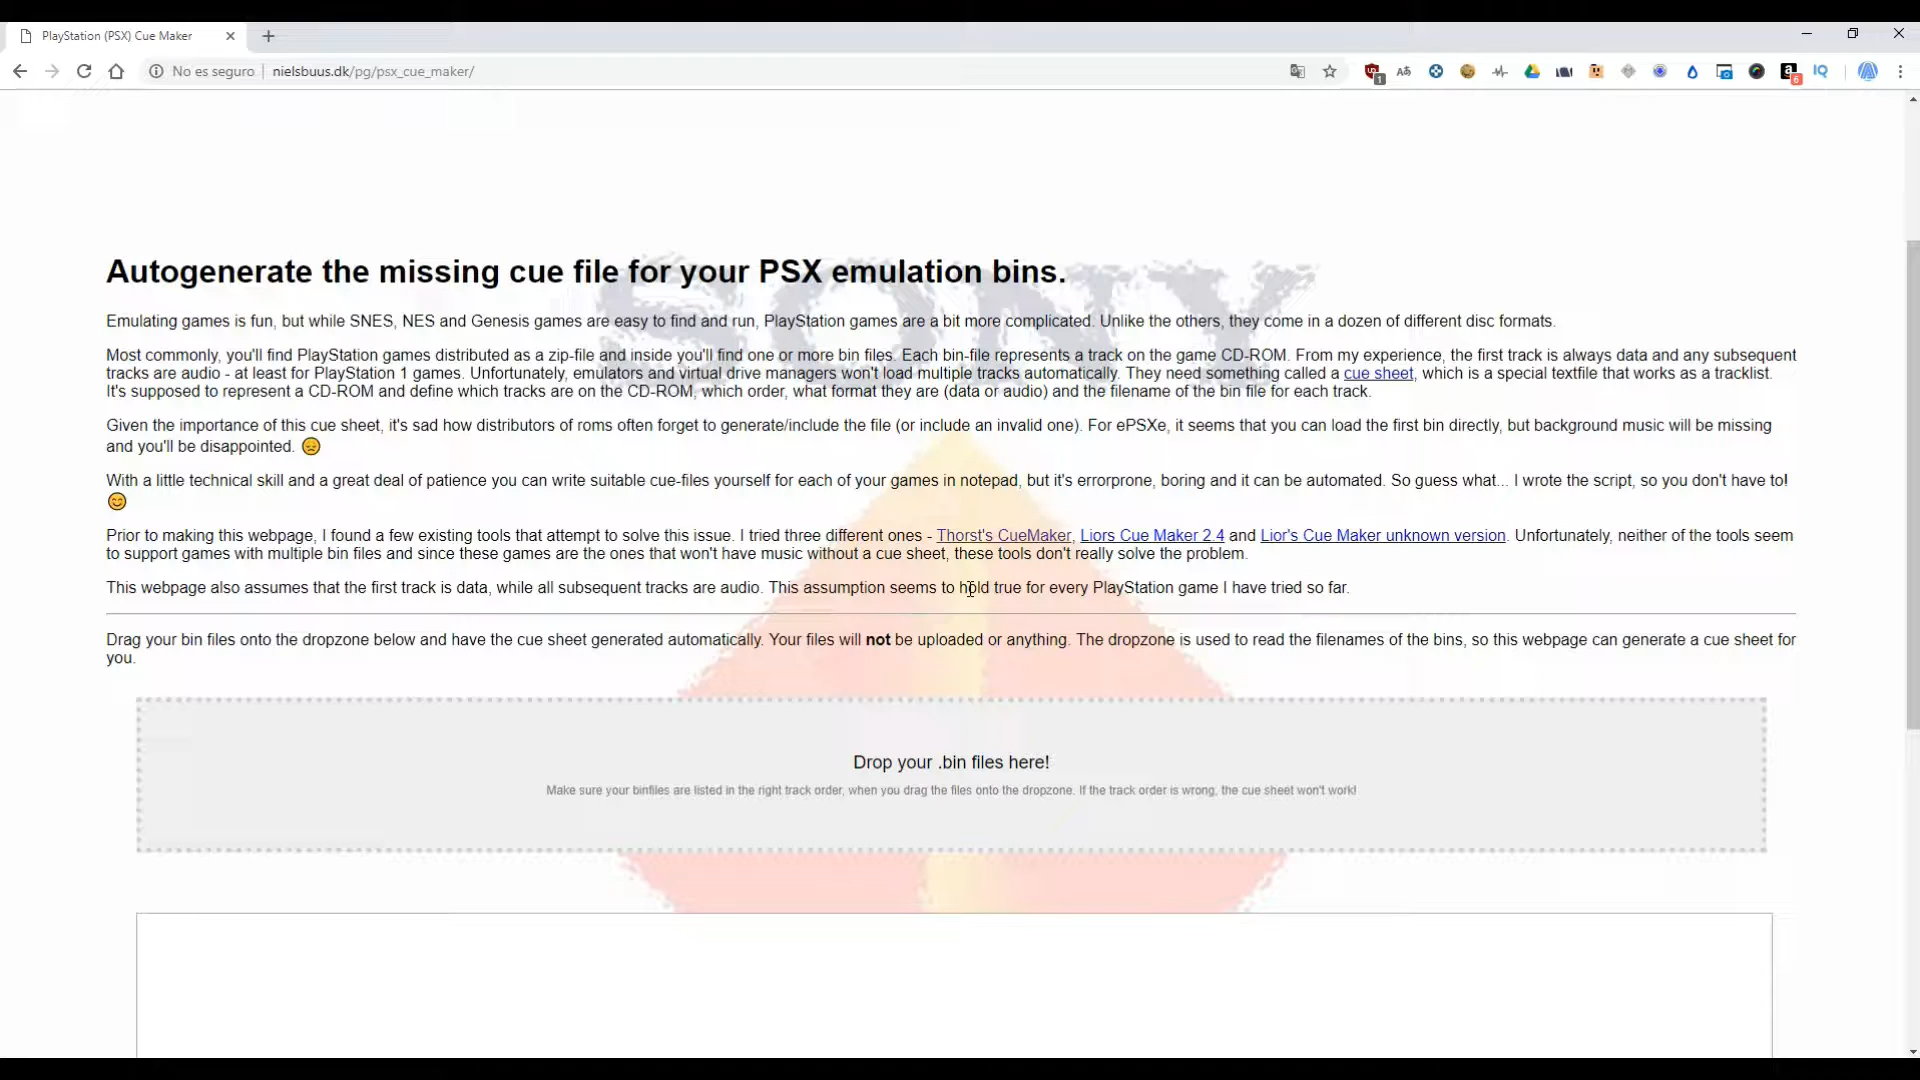 PlayStation (PSX) Cue Maker
No es seguro | nielsbuus.dk/pg/psx_cue_maker/
1
6
SONY
Autogenerate the missing cue file for your PSX emulation bins.
Emulating games is fun, but while SNES, NES and Genesis games are easy to find and run, PlayStation games are a bit more complicated. Unlike the others, they come in a dozen of different disc formats.
Most commonly, you'll find PlayStation games distributed as a zip-file and inside you'll find one or more bin files. Each bin-file represents a track on the game CD-ROM. From my experience, the first track is always data and any subsequent
tracks are audio - at least for PlayStation 1 games. Unfortunately, emulators and virtual drive managers won't load multiple tracks automatically. They need something called a cue sheet, which is a special textfile that works as a tracklist.
It's supposed to represent a CD-ROM and define which tracks are on the CD-ROM, which order, what format they are (data or audio) and the filename of the bin file for each track.
Given the importance of this cue sheet, it's sad how distributors of roms often forget to generate/include the file (or include an invalid one). For ePSXe, it seems that you can load the first bin directly, but background music will be missing
and you'll be disappointed.
With a little technical skill and a great deal of patience you can write suitable cue-files yourself for each of your games in notepad, but it's errorprone, boring and it can be automated. So guess what... I wrote the script, so you don't have to!
Prior to making this webpage, I found a few existing tools that attempt to solve this issue. I tried three different ones - Thorst's CueMaker, Liors Cue Maker 2.4 and Lior's Cue Maker unknown version. Unfortunately, neither of the tools seem
to support games with multiple bin files and since these games are the ones that won't have music without a cue sheet, these tools don't really solve the problem.
This webpage also assumes that the first track is data, while all subsequent tracks are audio. This assumption seems to hold true for every PlayStation game I have tried so far.
Drag your bin files onto the dropzone below and have the cue sheet generated automatically. Your files will not be uploaded or anything. The dropzone is used to read the filenames of the bins, so this webpage can generate a cue sheet for
you.
Drop your .bin files here!
Make sure your binfiles are listed in the right track order, when you drag the files onto the dropzone. If the track order is wrong, the cue sheet won't work!